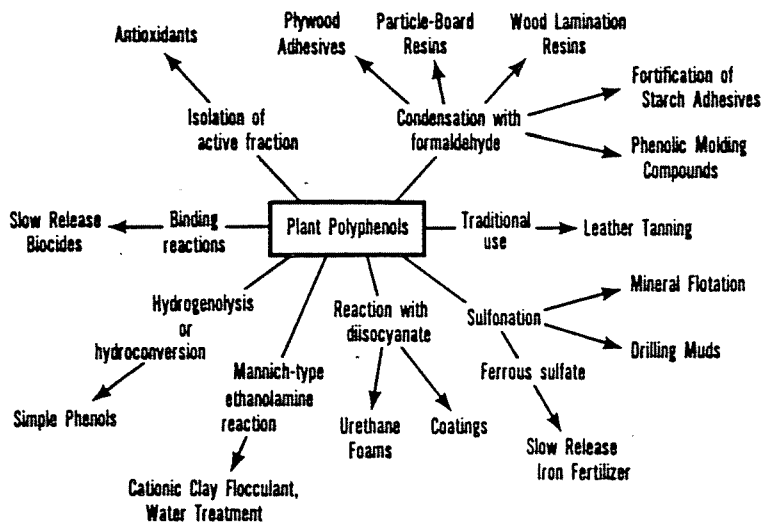 Antioxidants
Plywood
Adhesives
Particle-Board
Resins
Wood Lamination
Resins
Isolation of
active fraction
Condensation with
formaldehyde
Fortification of
Starch Adhesives
Phenolic Molding
Compounds
Slow Release
Biocides
Binding
reactions
Plant Polyphenols
Traditional
use
Leather Tanning
Hydrogenolysis
or
hydroconversion
Simple Phenols
Mannich-type
ethanolamine
reaction
Cationic Clay Flocculant,
Water Treatment
Reaction with
diisocyanate
Urethane
Foams
Coatings
Sulfonation
Mineral Flotation
Drilling Muds
Ferrous sulfate
Slow Release
Iron Fertilizer